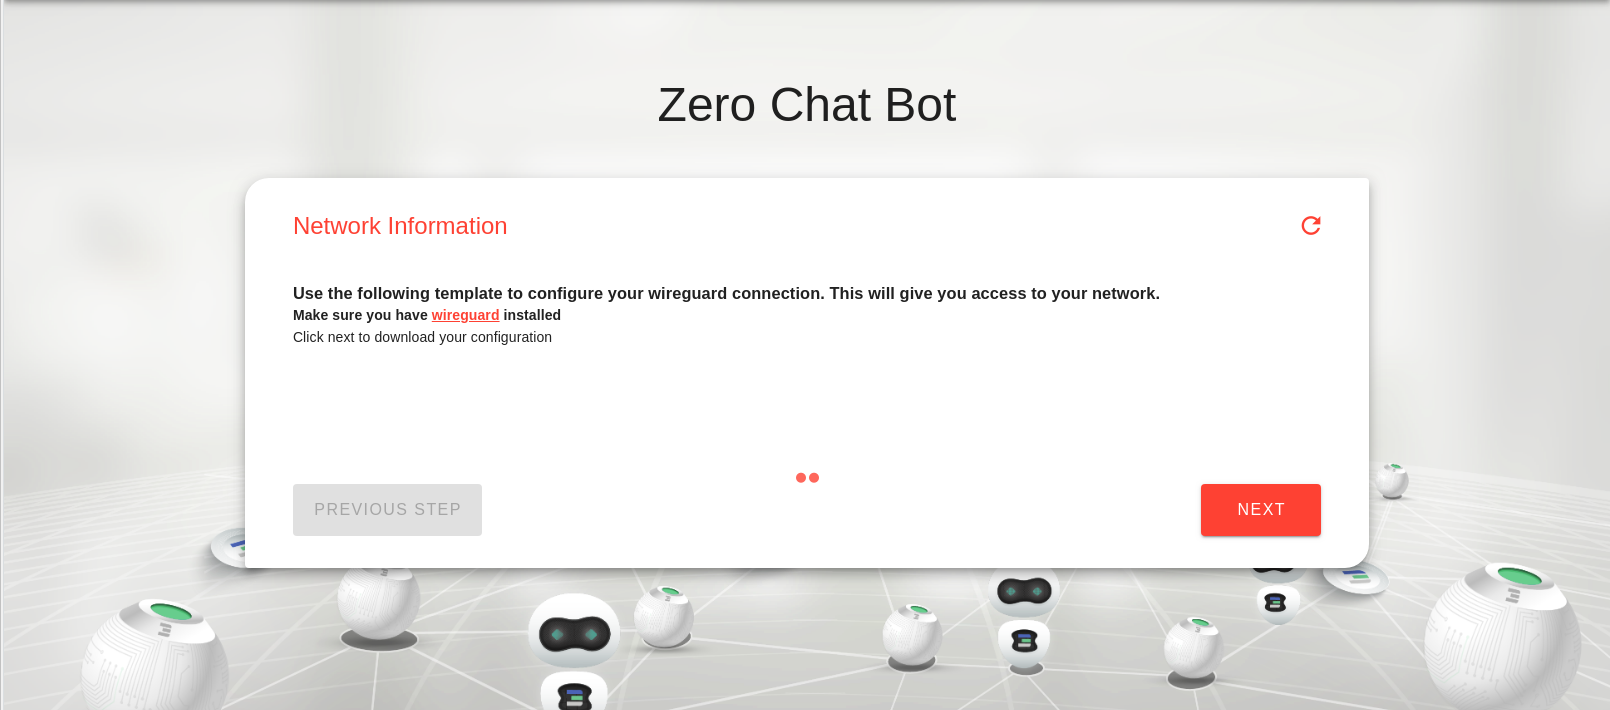 Zero Chat Bot
Network Information
Use the following template to configure your wireguard connection. This will give you access to your network.
Make sure you have wireguard installed
Click next to download your configuration
PREVIOUS STEP
NEXT